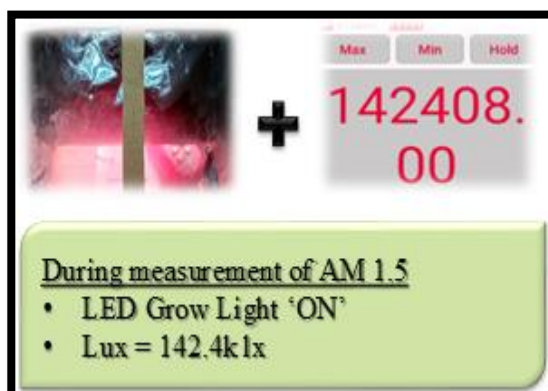 Max Min Hold
142408.
00
During measurement of AM 1.5
• LED Grow Light ‘ON’
• Lux = 142.4k lx